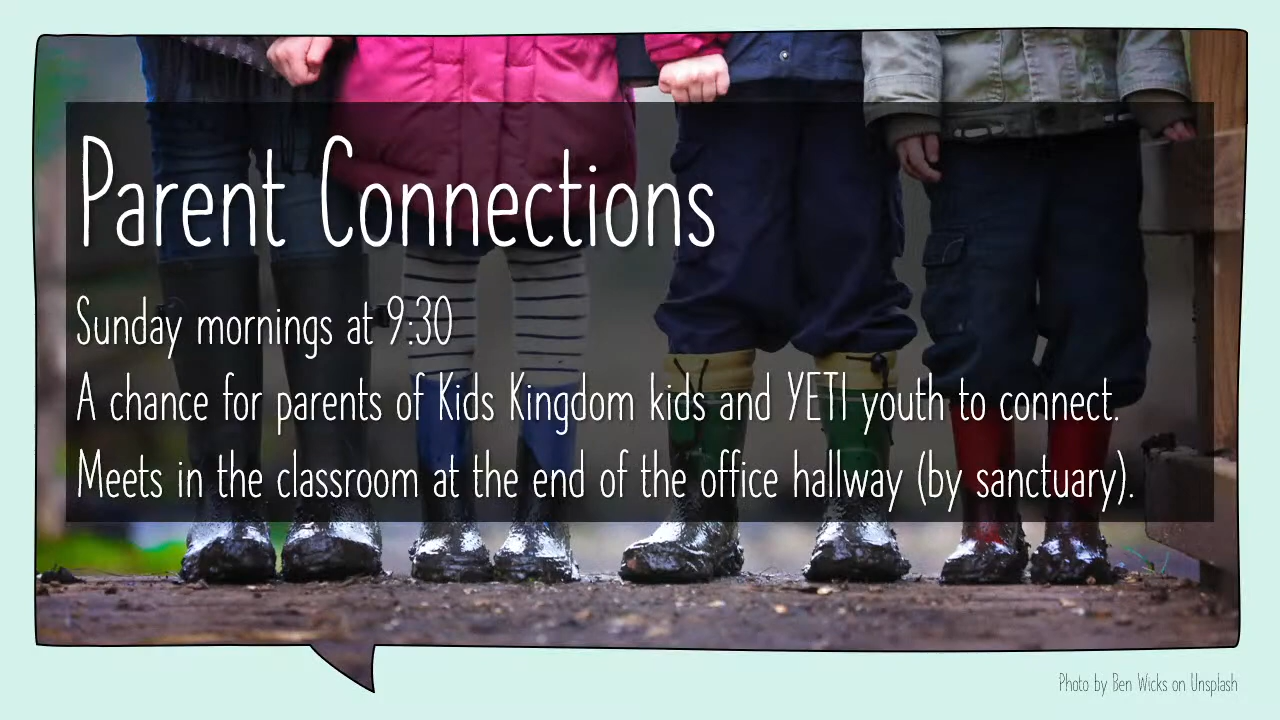 Parent Connections
Sunday mornings at 9:30
A chance for parents of Kids Kingdom kids and YETI youth to connect.
Meets in the classroom at the end of the office hallway (by sanctuary).
Photo by Ben Wicks on Unsplash